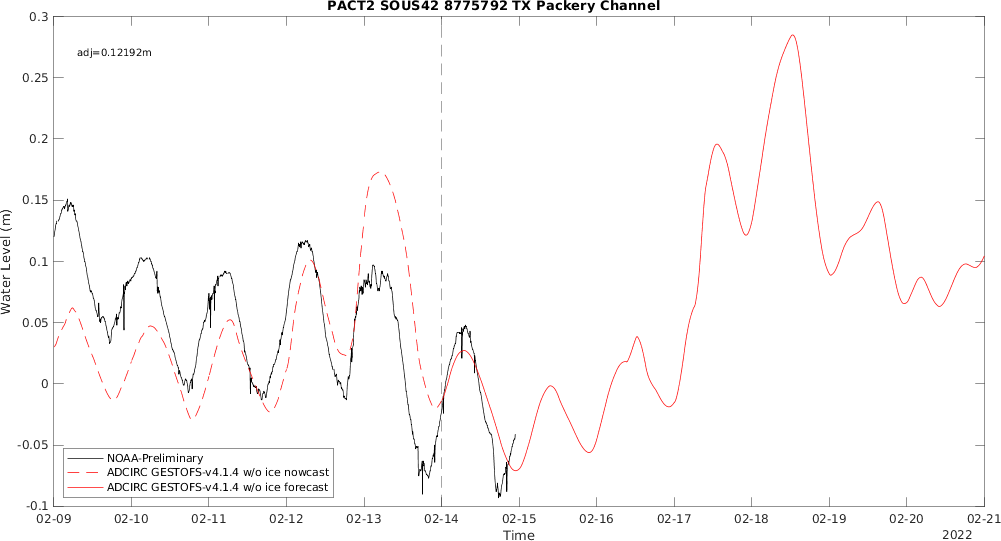 PACT2 SOUS42 8775792 TX Packery Channel
adj=0.12192m
0.3
0.25
0.2
0.15
0.1
0.05
0
-0.05
-0.1
Water Level (m)
NOAA-Preliminary
ADCIRC GESTOFS-v4.1.4 w/o ice nowcast
ADCIRC GESTOFS-v4.1.4 w/o ice forecast
02-09 02-10 02-11 02-12 02-13 02-14 02-15 02-16 02-17 02-18 02-19 02-20 02-21
Time
2022